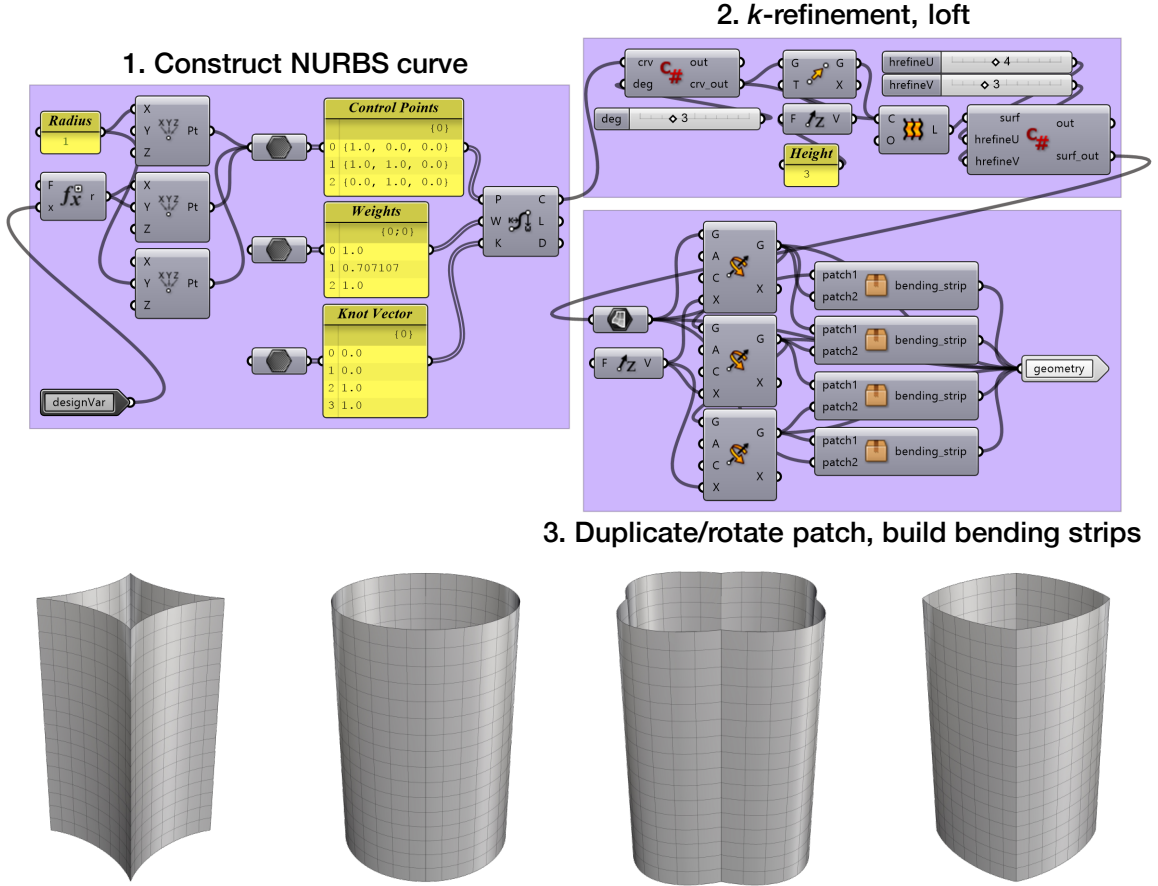 2. k-refinement, loft
1. Construct NURBS curve
Radius
1
X
Y
Z
Pt
F
x
fx
r
X
Y
Z
XYZ
Pt
X
Y
Z
XYZ
Pt
XYZ
designVar
Control Points
{0}
0 {1.0, 0.0, 0.0}
1 {1.0, 1.0, 0.0}
2 {0.0, 1.0, 0.0}
Weights
{0;0}
0 1.0
1 0.707107
2 1.0
Knot Vector
{0}
0 0.0
1 0.0
2 1.0
3 1.0
P C
W L
K D
crv out
deg crv_out
C#
deg 3
G G
T X
F Z V
Height
3
hrefineU 4
hrefineV 3
C L
O
surf out
hrefineU
hrefineV surf_out
C#
F Z V
G
A
C
X
G
X
G
A
C
X
G
X
G
A
C
X
G
X
patch1
patch2
bending_strip
patch1
patch2
bending_strip
patch1
patch2
bending_strip
patch1
patch2
bending_strip
geometry
3. Duplicate/rotate patch, build bending strips